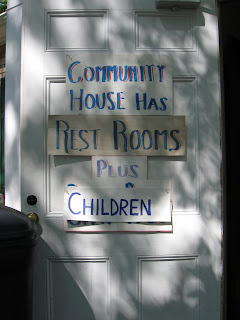 COMMUNITY
HOUSE HAS
REST ROOMS
PLUS
CHILDREN